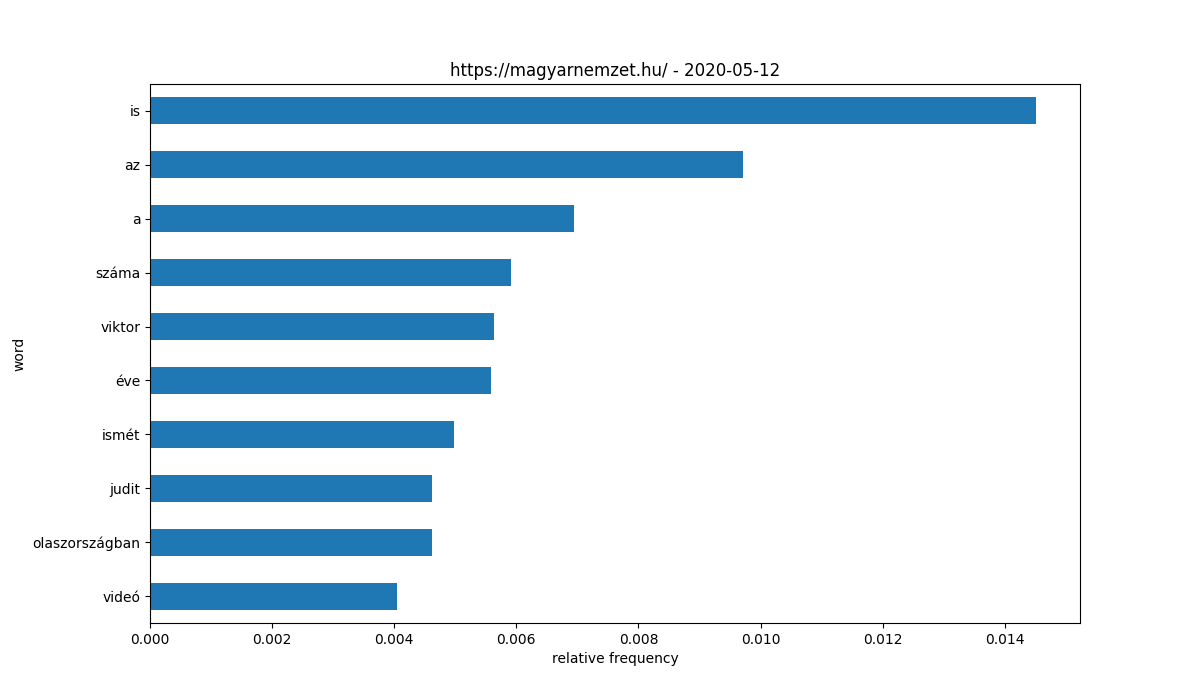 https://magyarnemzet.hu/ - 2020-05-12
word
is
az
a
száma
viktor
éve
ismét
judit
olaszországban
videó
0.000 0.002 0.004 0.006 0.008 0.010 0.012 0.014
relative frequency